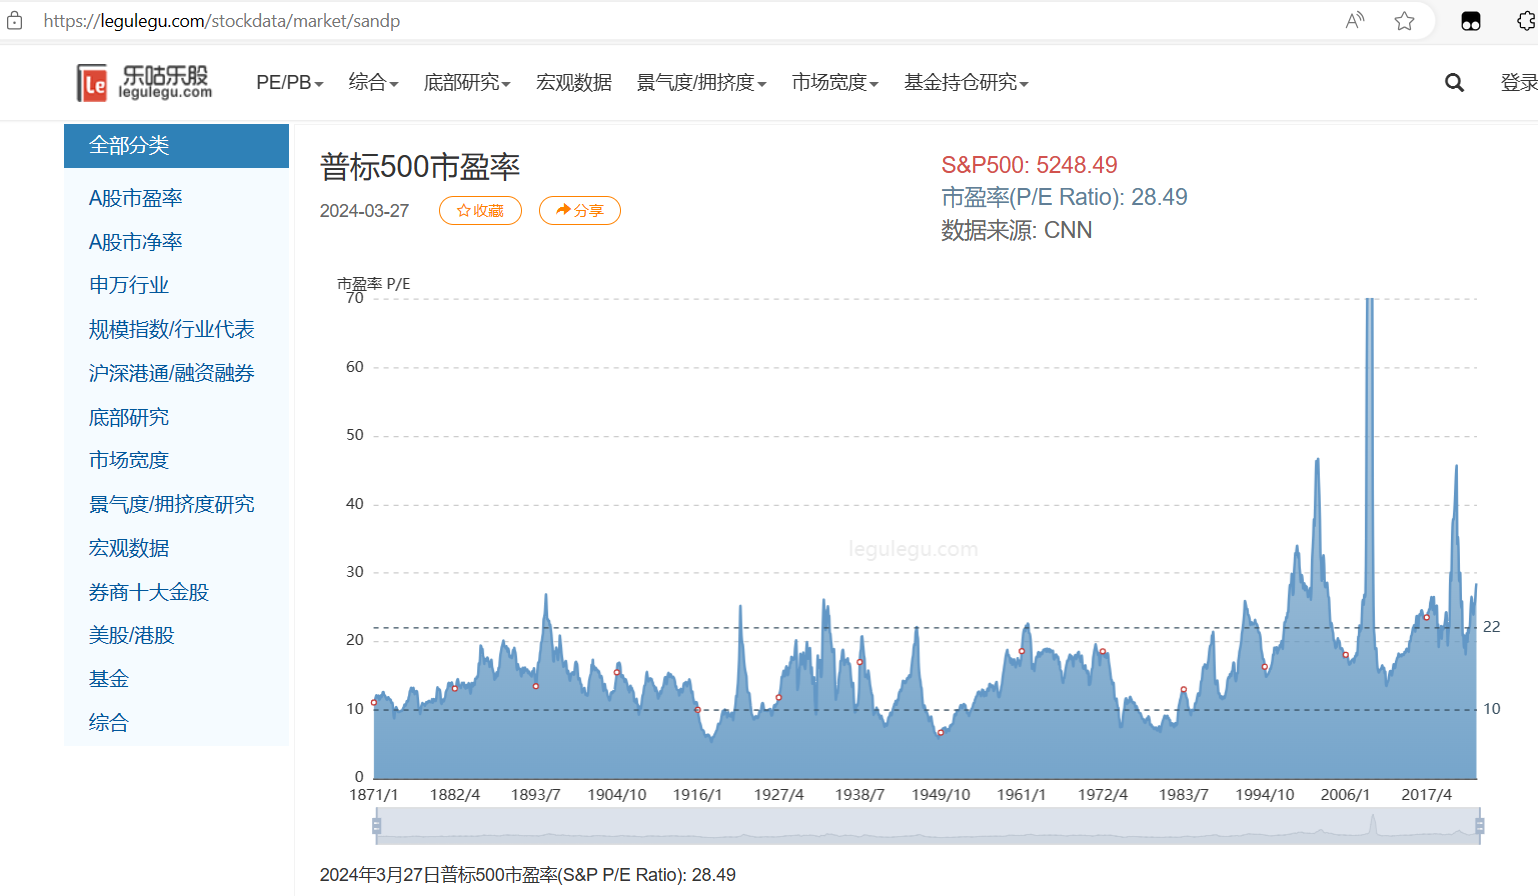 https://legulegu.com/stockdata/market/sandp
Le 乐咕乐股 legulegu.com
PE/PB 综合 底部研究 宏观数据 景气度/拥挤度 市场宽度 基金持仓研究 登录
全部分类
A股市盈率
A股市净率
申万行业
规模指数/行业代表
沪深港通/融资融券
底部研究
市场宽度
景气度/拥挤度研究
宏观数据
券商十大金股
美股/港股
基金
综合
普标500市盈率
2024-03-27 收藏 分享
S&P500: 5248.49
市盈率(P/E Ratio): 28.49
数据来源: CNN
市盈率 P/E
70
60
50
40
30
20
10
0
22
10
legulegu.com
1871/1 1882/4 1893/7 1904/10 1916/1 1927/4 1938/7 1949/10 1961/1 1972/4 1983/7 1994/10 2006/1 2017/4
2024年3月27日普标500市盈率(S&P P/E Ratio): 28.49